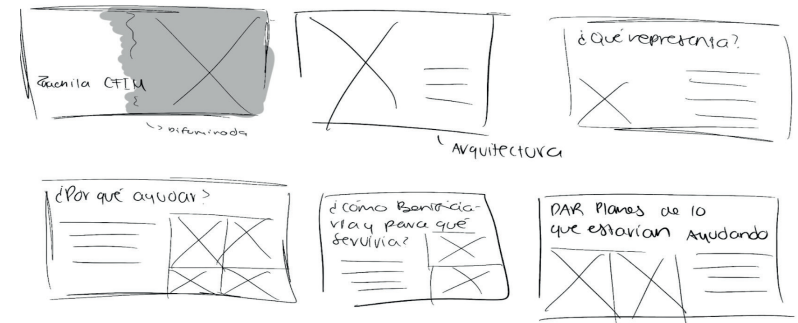 ¿Qué representa?
CFIM
↳ Difuminada
Arquitectura
¿Por qué ayudar?
¿Cómo Beneficia-
ría y para qué
serviría?
DAR Planes de lo
que estarían Ayudando